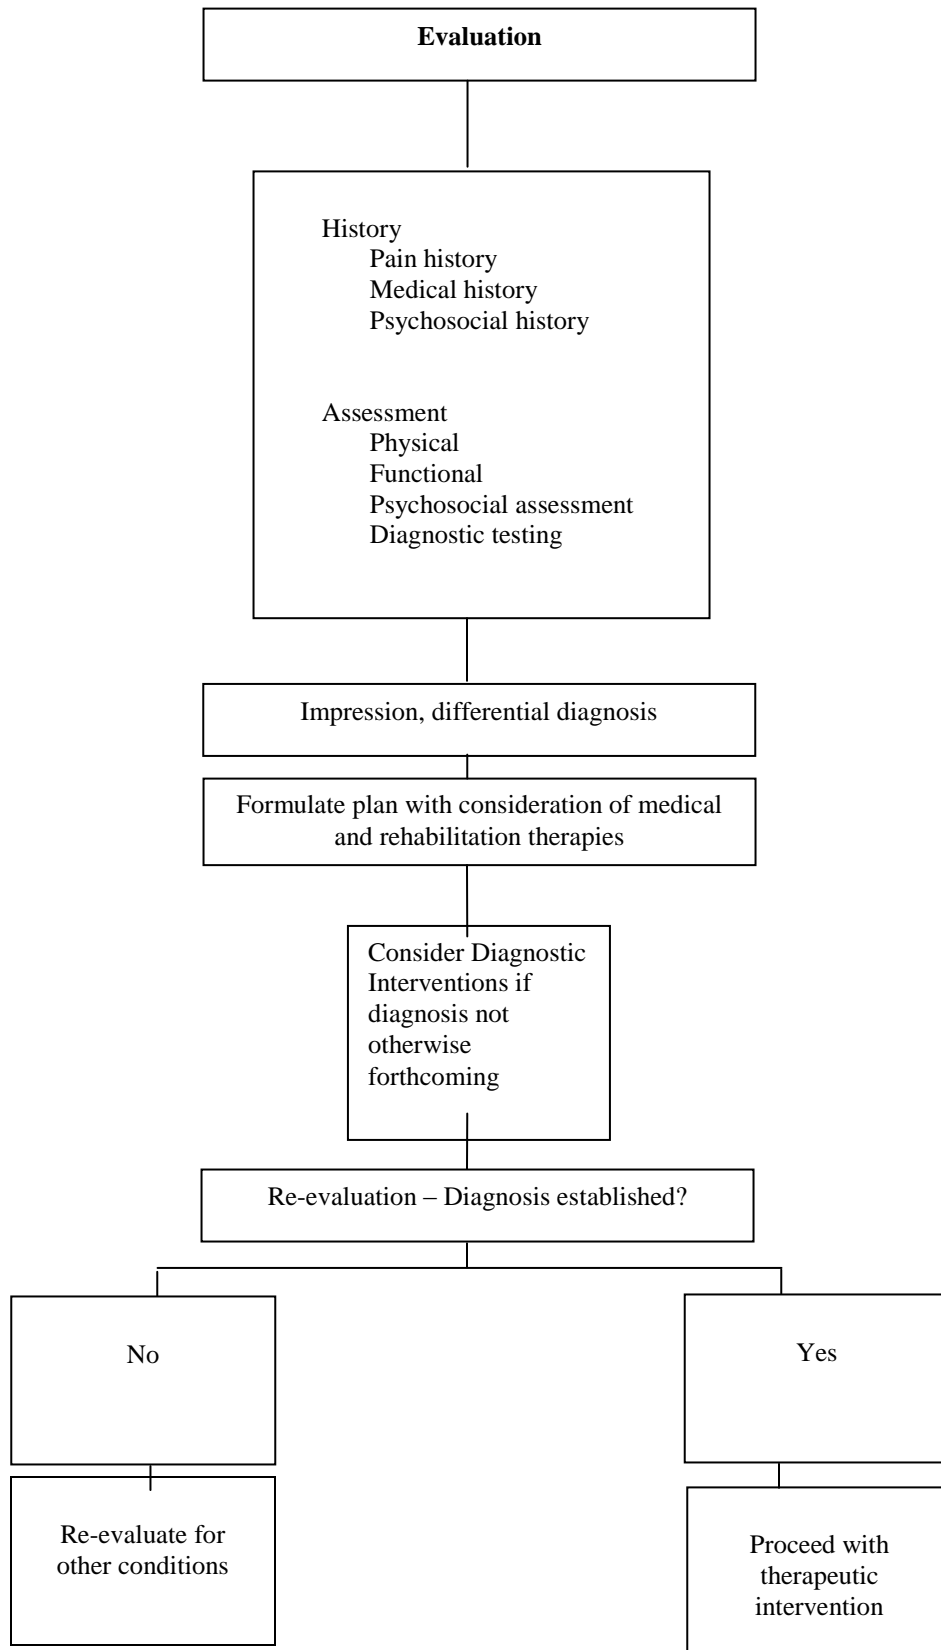 Evaluation
History
Pain history
Medical history
Psychosocial history
Assessment
Physical
Functional
Psychosocial assessment
Diagnostic testing
Impression, differential diagnosis
Formulate plan with consideration of medical
and rehabilitation therapies
Consider Diagnostic
Interventions if
diagnosis not
otherwise
forthcoming
Re-evaluation – Diagnosis established?
No
Yes
Re-evaluate for
other conditions
Proceed with
therapeutic
intervention